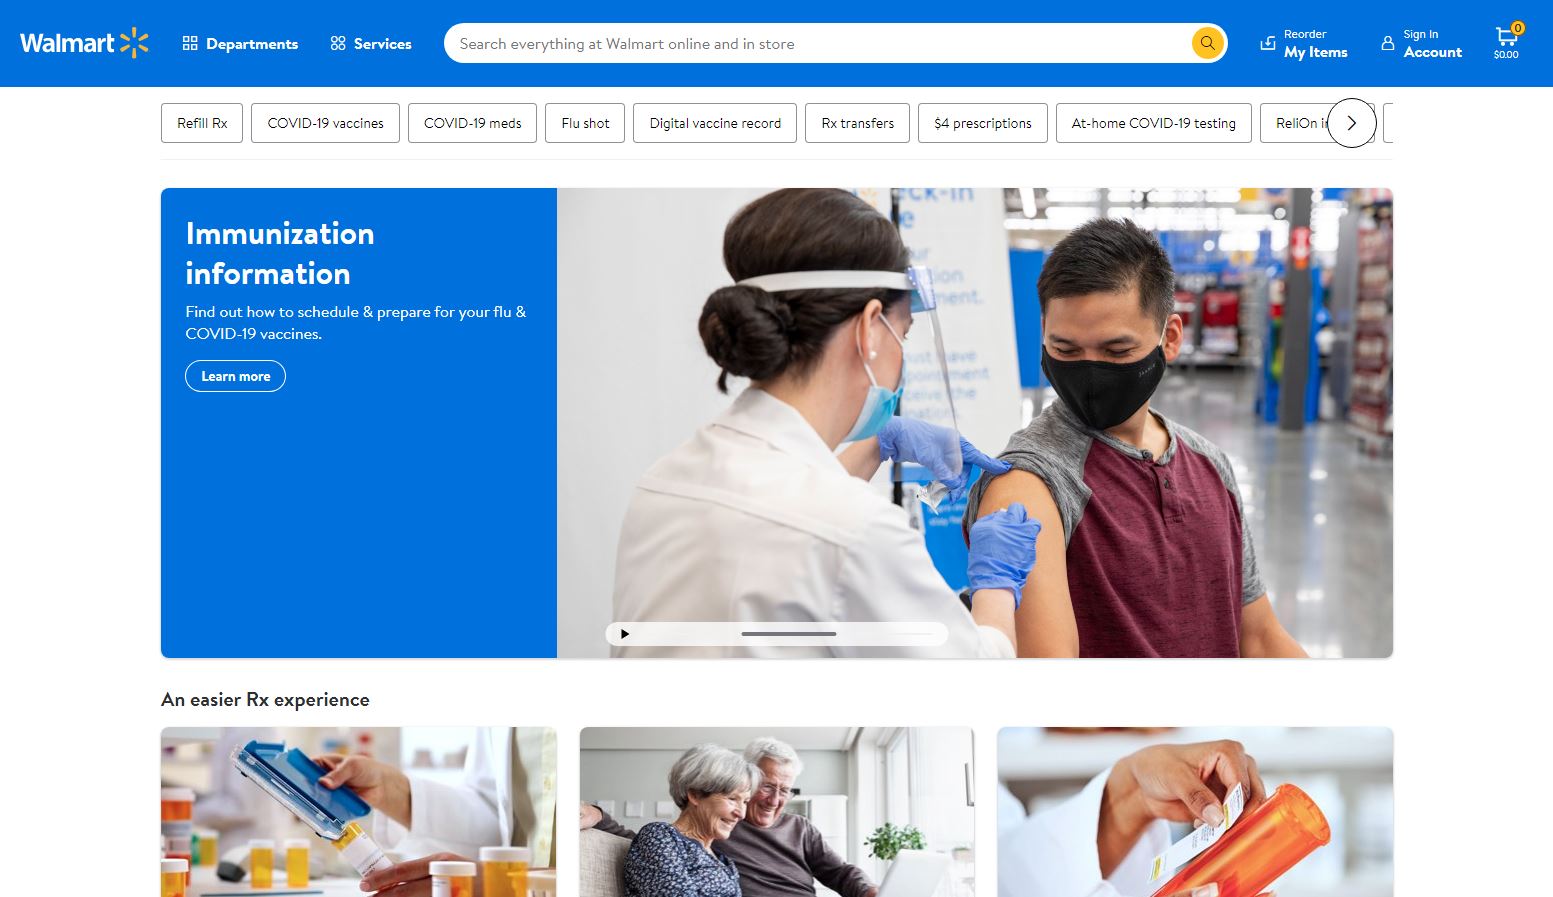 Walmart
Departments
Services
Search everything at Walmart online and in store
Reorder
My Items
Sign In
Account
0
$0.00
Refill Rx
COVID-19 vaccines
COVID-19 meds
Flu shot
Digital vaccine record
Rx transfers
$4 prescriptions
At-home COVID-19 testing
ReliOn
Immunization
information
Find out how to schedule & prepare for your flu &
COVID-19 vaccines.
Learn more
An easier Rx experience